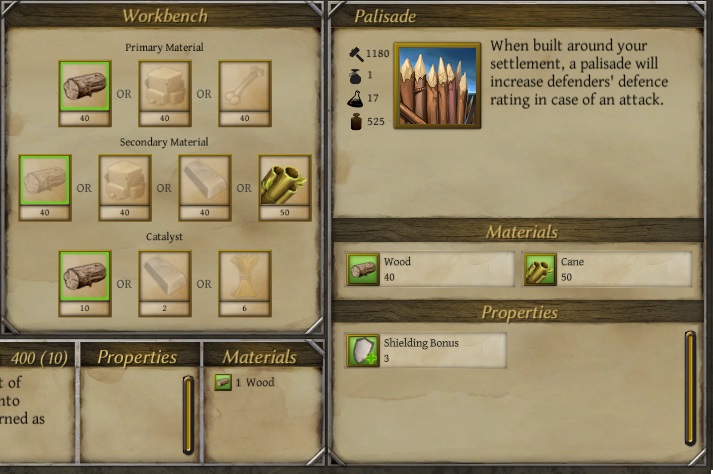 Workbench
Primary Material
OR
OR
40
40
40
Secondary Material
OR
OR
OR
40
40
40
50
Catalyst
OR
OR
10
2
6
400 (10)
t of
nto
rned as
Properties
Materials
1 Wood
Palisade
1180
1
17
525
When built around your
settlement, a palisade will
increase defenders' defence
rating in case of an attack.
Materials
Wood
40
Cane
50
Properties
Shielding Bonus
3